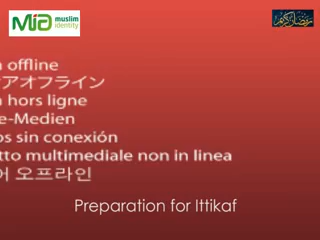 MiD muslim
identity
offline
アオフライン
hors ligne
e-Medien
os sin conexión
tto multimediale non in linea
어 오프라인
Preparation for Ittikaf